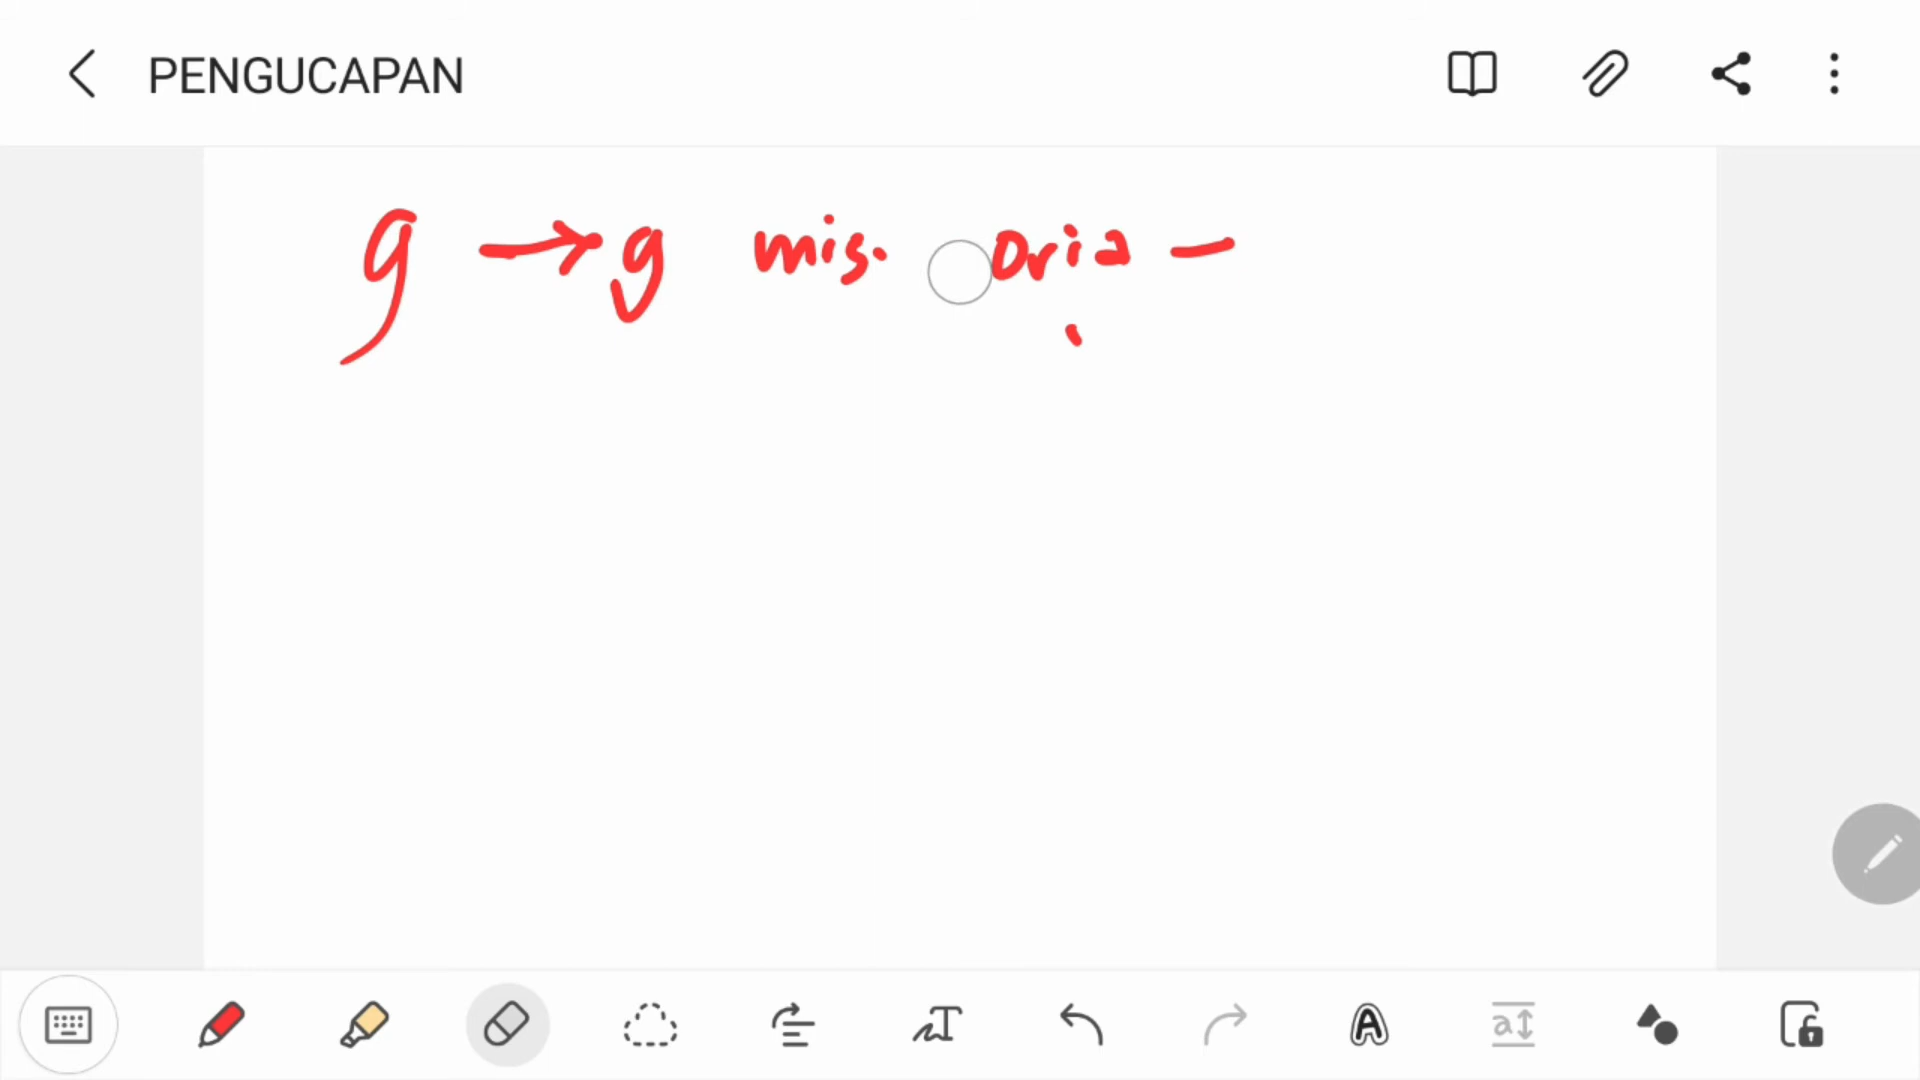 PENGUCAPAN
g → g mis. oria -